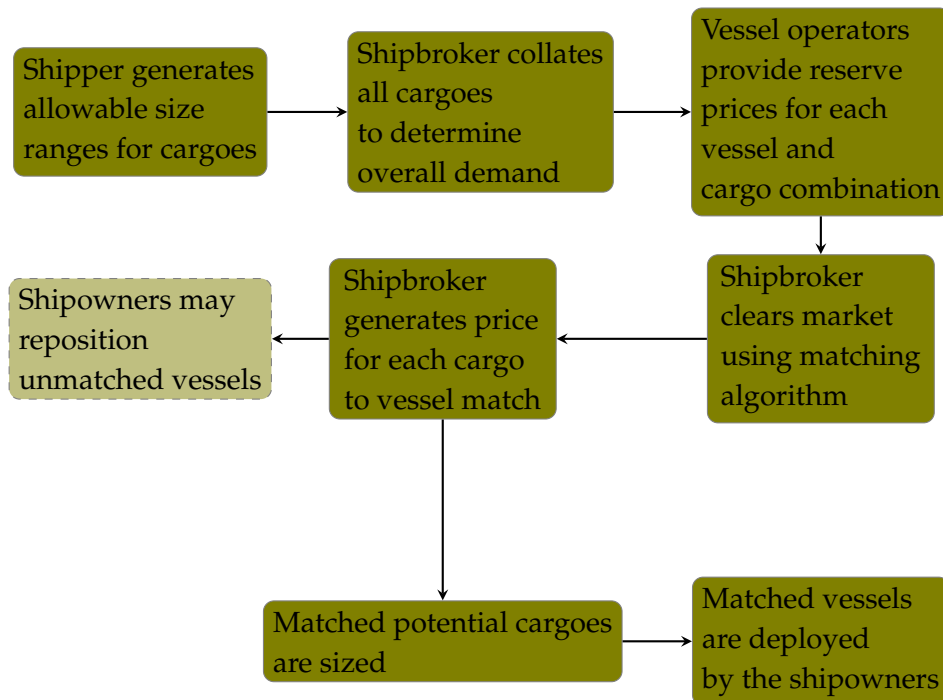 Shipper generates
allowable size
ranges for cargoes
Shipbroker collates
all cargoes
to determine
overall demand
Vessel operators
provide reserve
prices for each
vessel and
cargo combination
Shipbroker
clears market
using matching
algorithm
Shipbroker
generates price
for each cargo
to vessel match
Shipowners may
reposition
unmatched vessels
Matched potential cargoes
are sized
Matched vessels
are deployed
by the shipowners